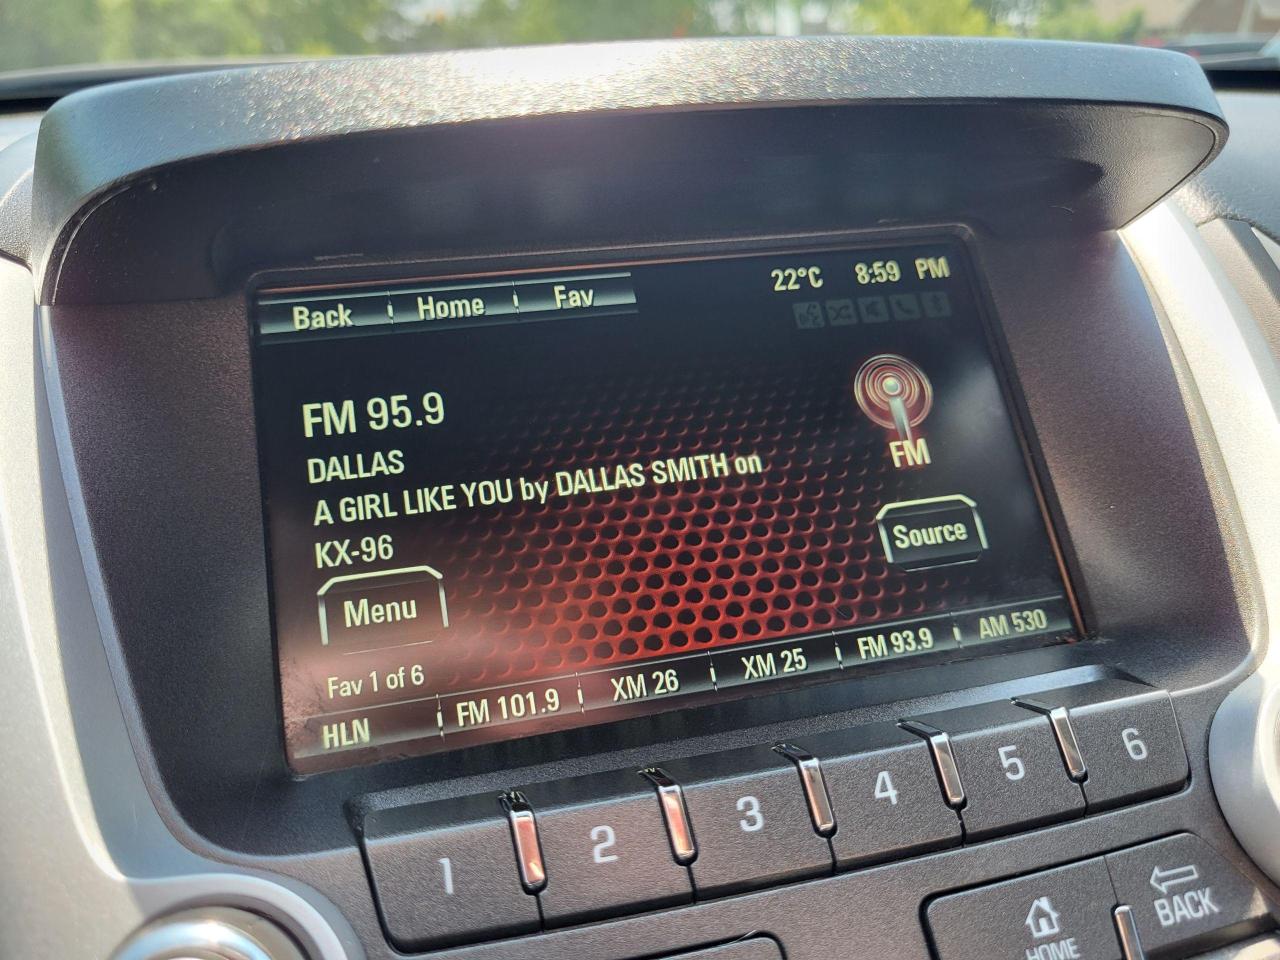 Back Home Fav 22°C 8:59 PM
FM 95.9
DALLAS
A GIRL LIKE YOU by DALLAS SMITH on
KX-96
FM
Source
Menu
Fav 1 of 6
HLN FM 101.9 XM 26 XM 25 FM 93.9 AM 530
1 2 3 4 5 6
HOME BACK